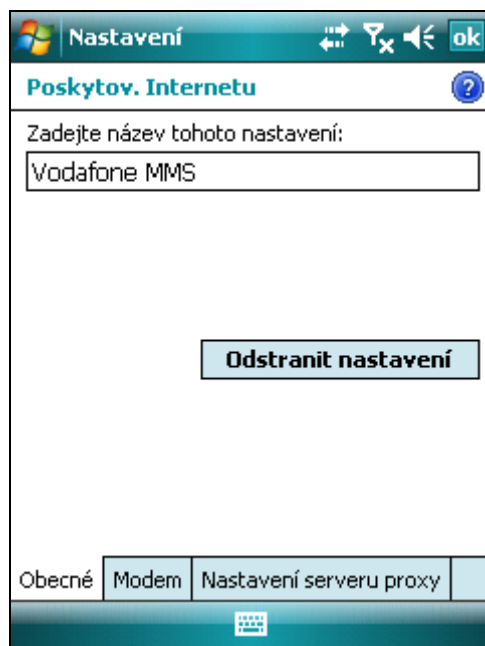 Nastavení
ok
Poskytov. Internetu
?
Zadejte název tohoto nastavení:
Vodafone MMS
Odstranit nastavení
Obecné Modem Nastavení serveru proxy